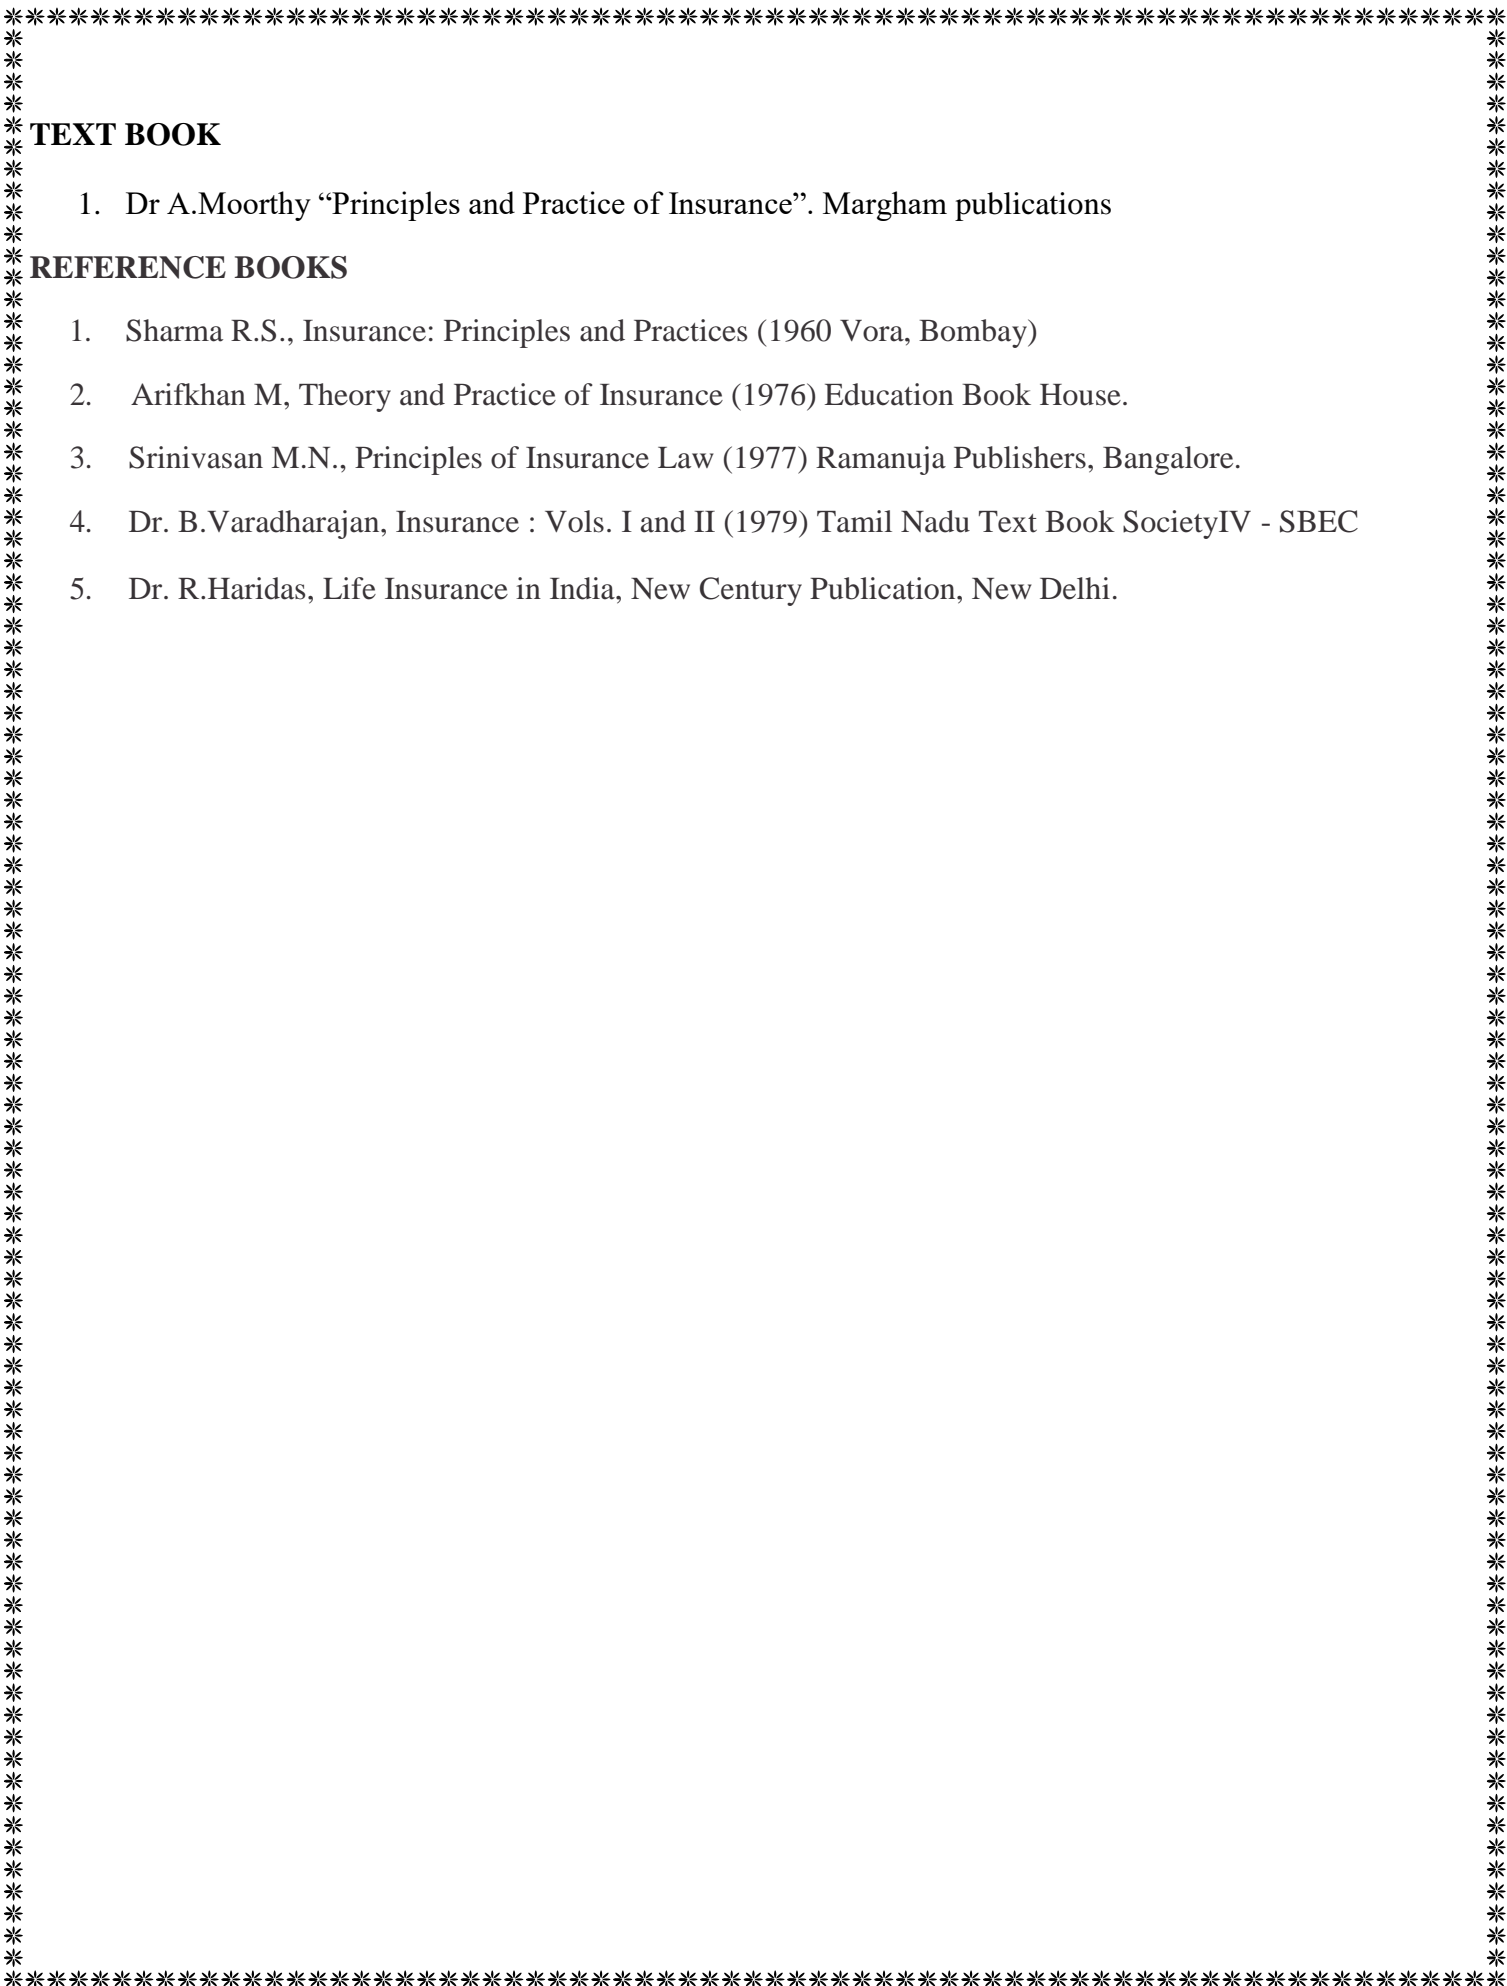 TEXT BOOK
1. Dr A.Moorthy “Principles and Practice of Insurance”. Margham publications
REFERENCE BOOKS
1. Sharma R.S., Insurance: Principles and Practices (1960 Vora, Bombay)
2. Arifkhan M, Theory and Practice of Insurance (1976) Education Book House.
3. Srinivasan M.N., Principles of Insurance Law (1977) Ramanuja Publishers, Bangalore.
4. Dr. B.Varadharajan, Insurance : Vols. I and II (1979) Tamil Nadu Text Book SocietyIV - SBEC
5. Dr. R.Haridas, Life Insurance in India, New Century Publication, New Delhi.